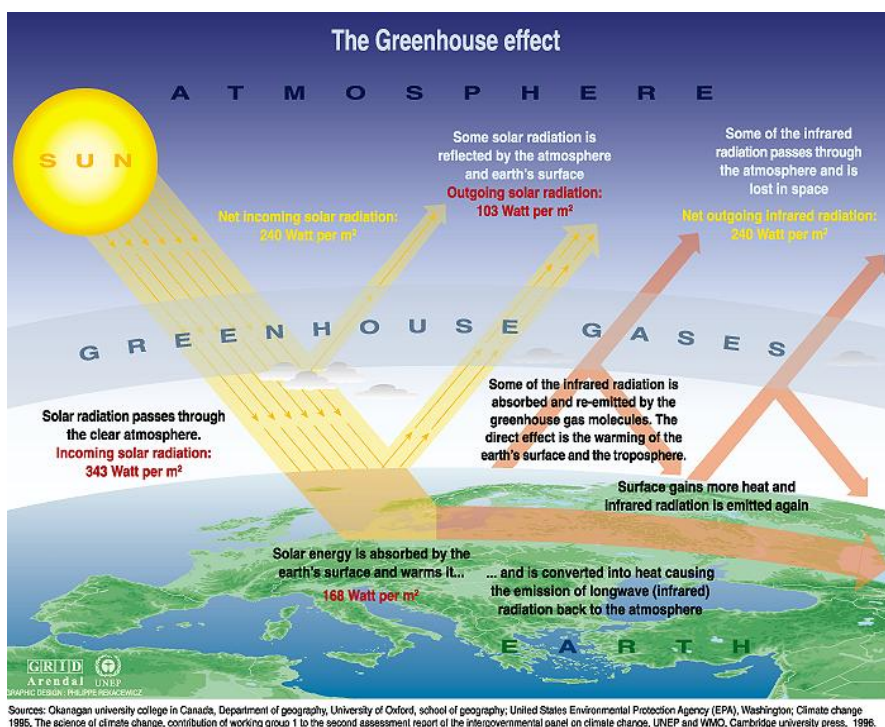 The Greenhouse effect
A T M O S P H E R E
S U N
Some solar radiation is
reflected by the atmosphere
and earth's surface
Outgoing solar radiation:
103 Watt per m²
Some of the infrared
radiation passes through
the atmosphere and is
lost in space
Net outgoing infrared radiation:
240 Watt per m²
Net incoming solar radiation:
240 Watt per m²
G R E E N H O U S E G A S E S
Solar radiation passes through
the clear atmosphere.
Incoming solar radiation:
343 Watt per m²
Some of the infrared radiation is
absorbed and re-emitted by the
greenhouse gas molecules. The
direct effect is the warming of the
earth's surface and the troposphere.
Surface gains more heat and
infrared radiation is emitted again
Solar energy is absorbed by the
earth's surface and warms it...
168 Watt per m²
... and is converted into heat causing
the emission of longwave (infrared)
radiation back to the atmosphere
E A R T H
G R I D
Arendal UNEP
GRAPHIC DESIGN : PHILIPPE REKACEWICZ
Sources: Okanagan university college in Canada, Department of geography, University of Oxford, school of geography; United States Environmental Protection Agency (EPA), Washington; Climate change
1995, The science of climate change, contribution of working group 1 to the second assessment report of the intergovernmental panel on climate change, UNEP and WMO, Cambridge university press, 1996.